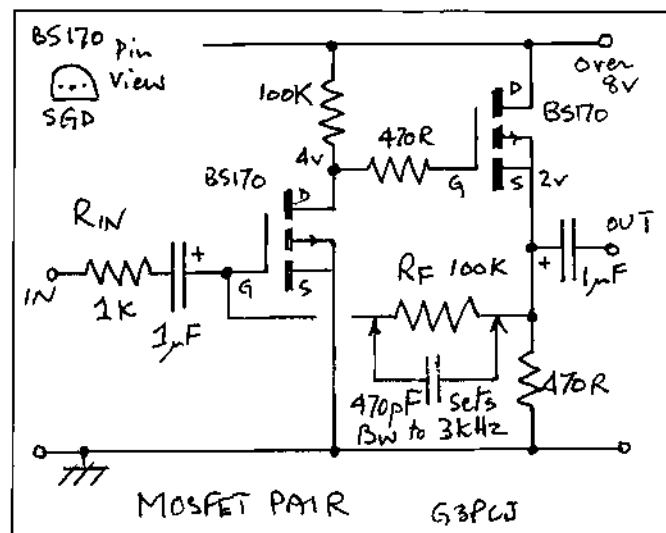 BS170 Pin
View
SGD
Over
8V
100K
D
BS170
470R
4V
G
S
2V
BS170
D
RIN
+
G
S
IN
1K
1µF
RF 100K
+
OUT
1µF
470pF sets
BW to 3KHz
470R
MOSFET PAIR
G3PCJ